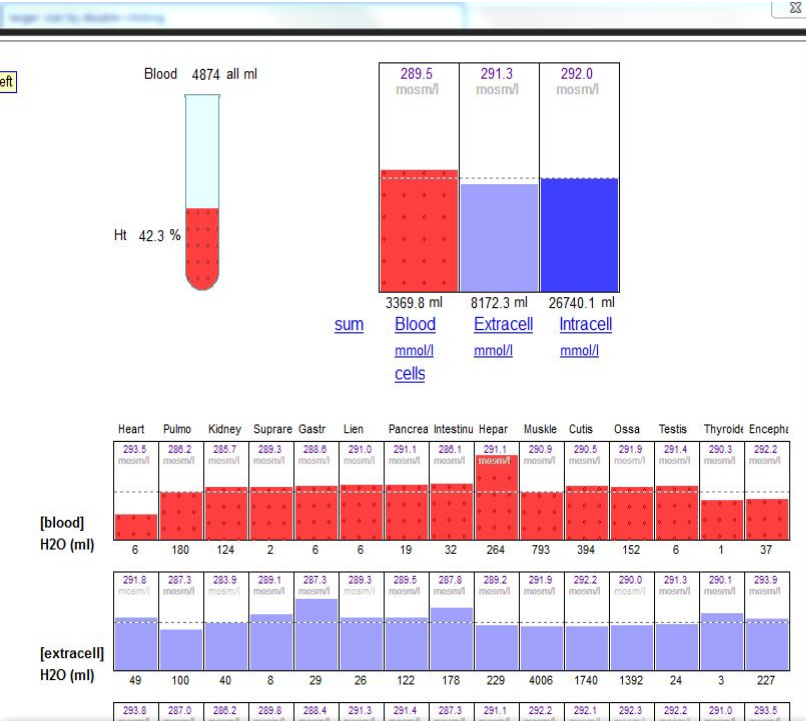 eft
Blood 4874 all ml
Ht 42.3 %
289.5 291.3 292.0
mosm/l mosm/l mosm/l
3369.8 ml 8172.3 ml 26740.1 ml
sum Blood Extracell Intracell
mmol/l mmol/l mmol/l
cells
Heart Pulmo Kidney Suprare Gastr Lien Pancrea Intestinu Hepar Muskle Cutis Ossa Testis Thyroide Encepha
293.5 286.2 285.7 289.3 288.6 291.0 291.1 286.1 291.1 290.9 290.5 291.9 291.4 290.3 292.2
mosm/l mosm/l mosm/l mosm/l mosm/l mosm/l mosm/l mosm/l mosm/l mosm/l mosm/l mosm/l mosm/l mosm/l mosm/l
[blood]
H2O (ml) 6 180 124 2 6 6 19 32 264 793 394 152 6 1 37
291.8 287.3 283.9 289.1 287.3 289.3 289.5 287.8 289.2 291.9 292.2 290.0 291.3 290.1 293.9
mosm/l mosm/l mosm/l mosm/l mosm/l mosm/l mosm/l mosm/l mosm/l mosm/l mosm/l mosm/l mosm/l mosm/l mosm/l
[extracell]
H2O (ml) 49 100 40 8 29 26 122 178 229 4006 1740 1392 24 3 227
293.8 287.0 286.2 289.8 288.4 291.3 291.4 287.3 291.1 292.2 292.1 292.3 292.2 291.0 293.5